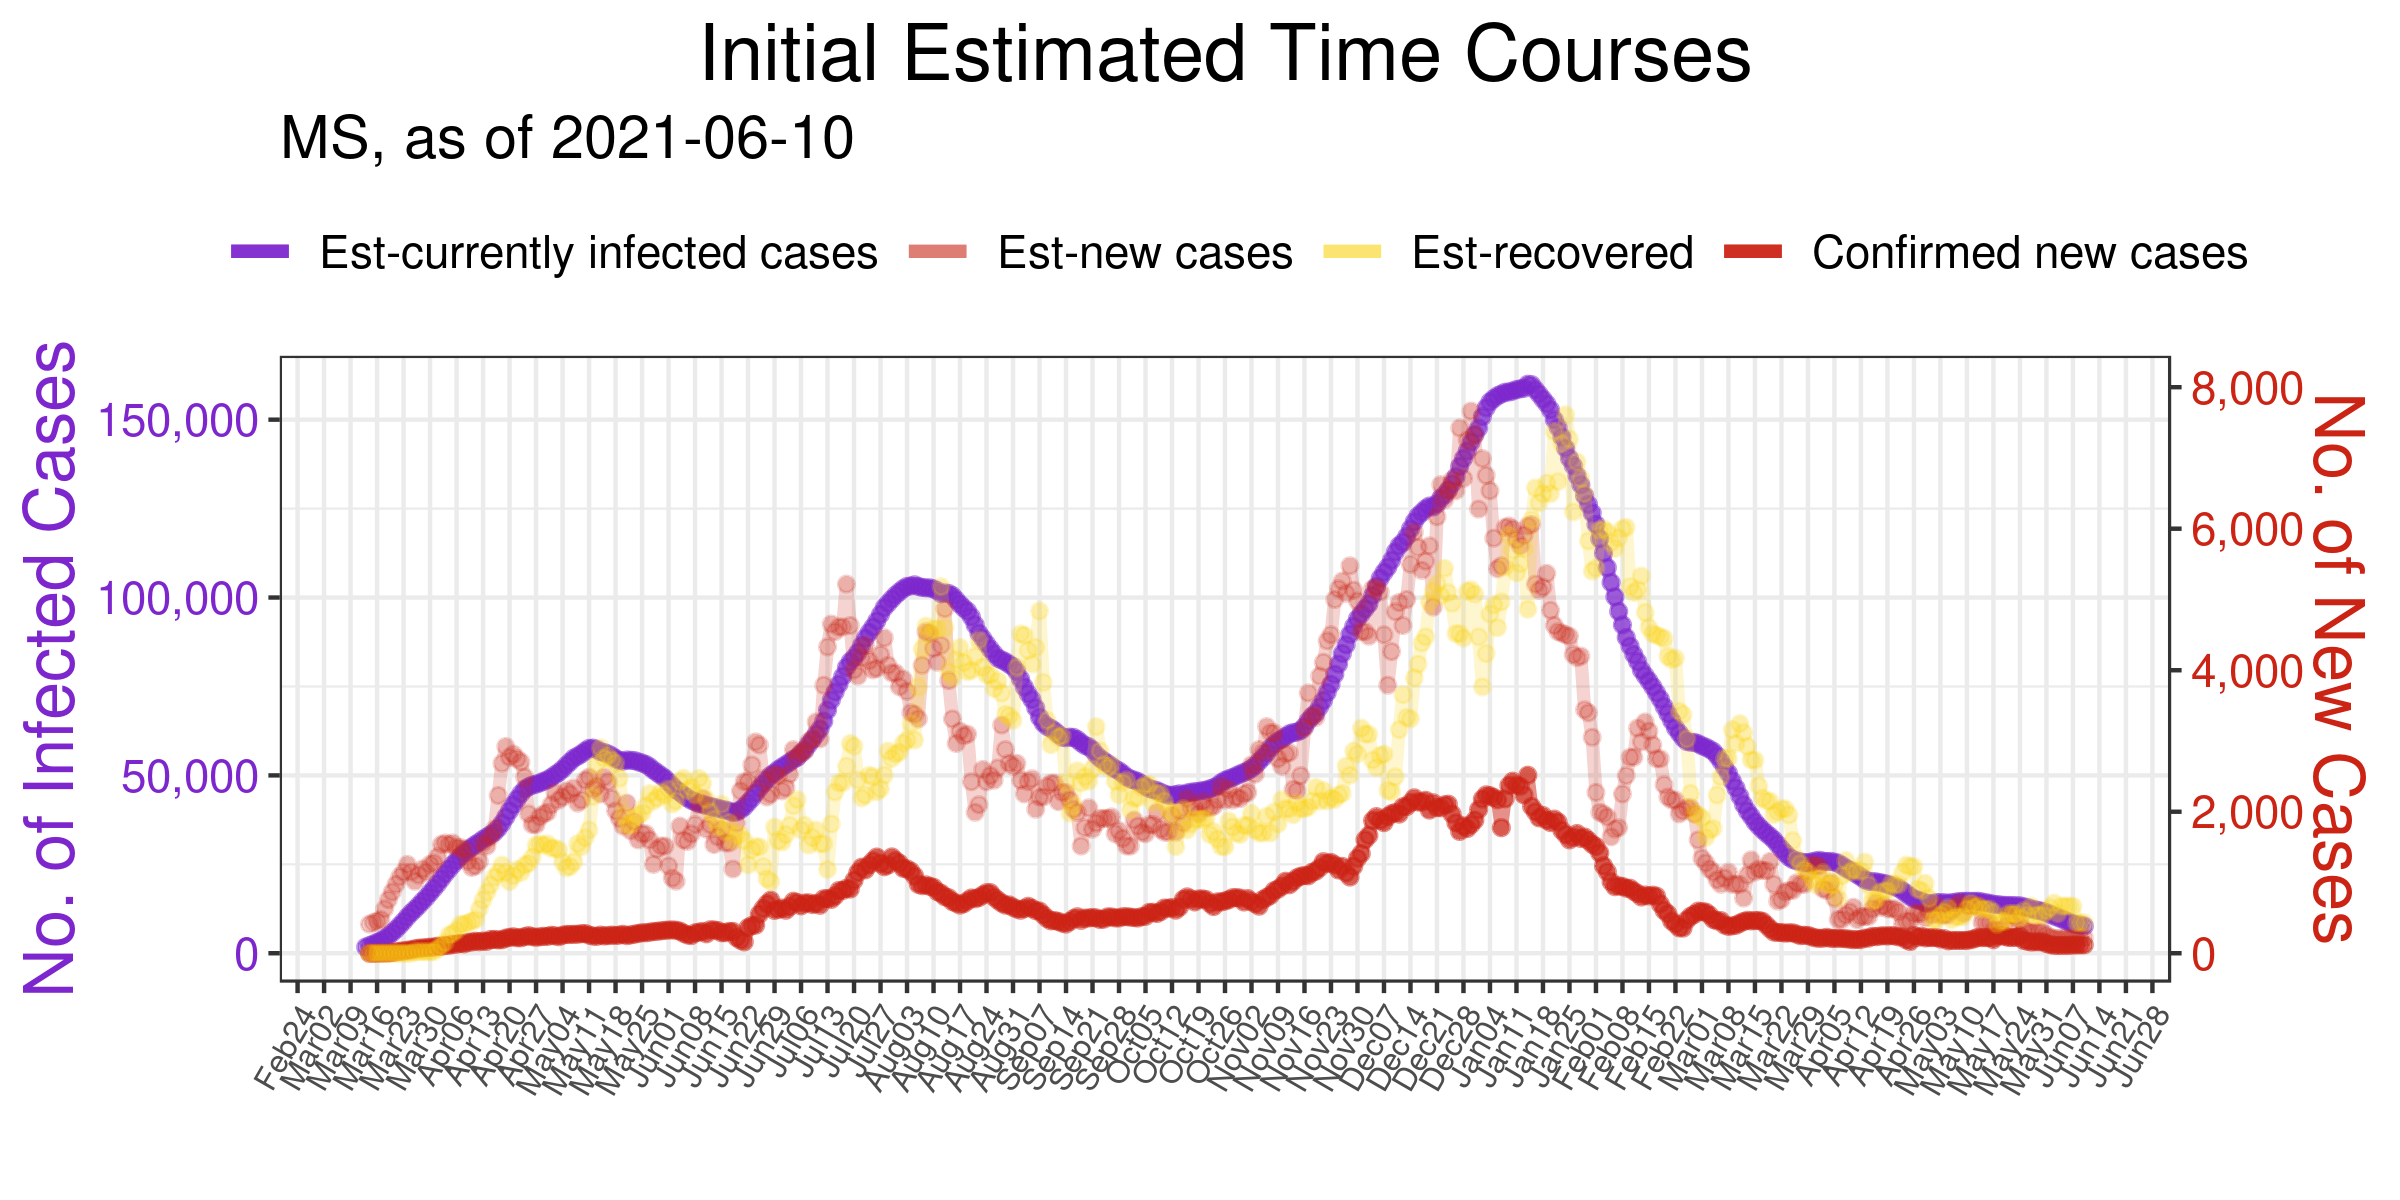 Initial Estimated Time Courses
MS, as of 2021-06-10
Est-currently infected cases Est-new cases Est-recovered Confirmed new cases
No. of Infected Cases
150,000
100,000
50,000
0
8,000
6,000
4,000
2,000
0
No. of New Cases
Feb24 Mar02 Mar09 Mar16 Mar23 Mar30 Apr06 Apr13 Apr20 Apr27 May04 May11 May18 May25 Jun01 Jun08 Jun15 Jun22 Jun29 Jul06 Jul13 Jul20 Jul27 Aug03 Aug10 Aug17 Aug24 Aug31 Sep07 Sep14 Sep21 Sep28 Oct05 Oct12 Oct19 Oct26 Nov02 Nov09 Nov16 Nov23 Nov30 Dec07 Dec14 Dec21 Dec28 Jan04 Jan11 Jan18 Jan25 Feb01 Feb08 Feb15 Feb22 Mar01 Mar08 Mar15 Mar22 Mar29 Apr05 Apr12 Apr19 Apr26 May03 May10 May17 May24 May31 Jun07 Jun14 Jun21 Jun28